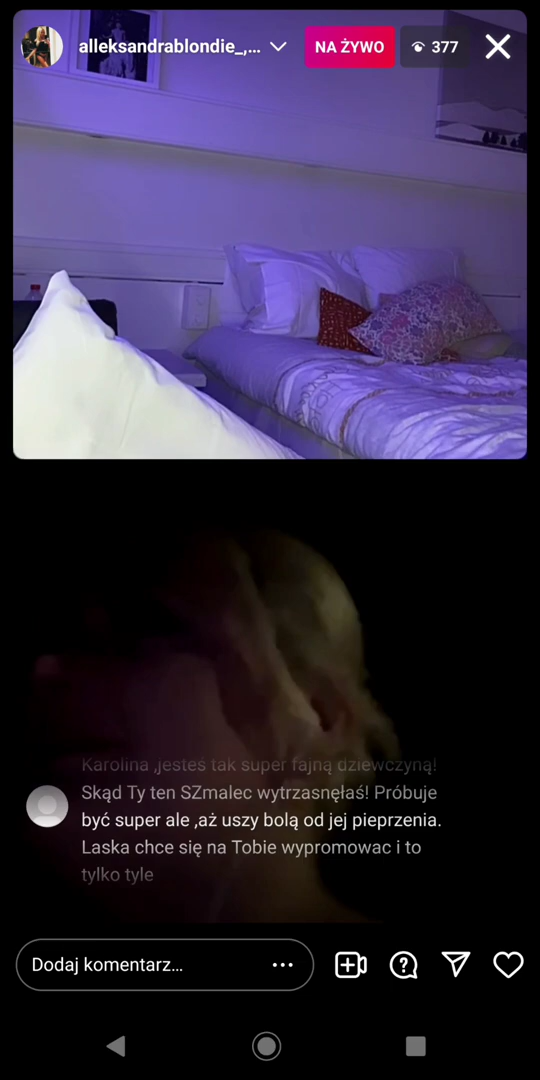 alleksandrablondie_,...
NA ŻYWO
377
Karolina ,jesteś tak super fajną dziewczyną!
Skąd Ty ten SZmalec wytrzasnęłaś! Próbuje
być super ale ,aż uszy bolą od jej pieprzenia.
Laska chce się na Tobie wypromowac i to
tylko tyle
Dodaj komentarz...